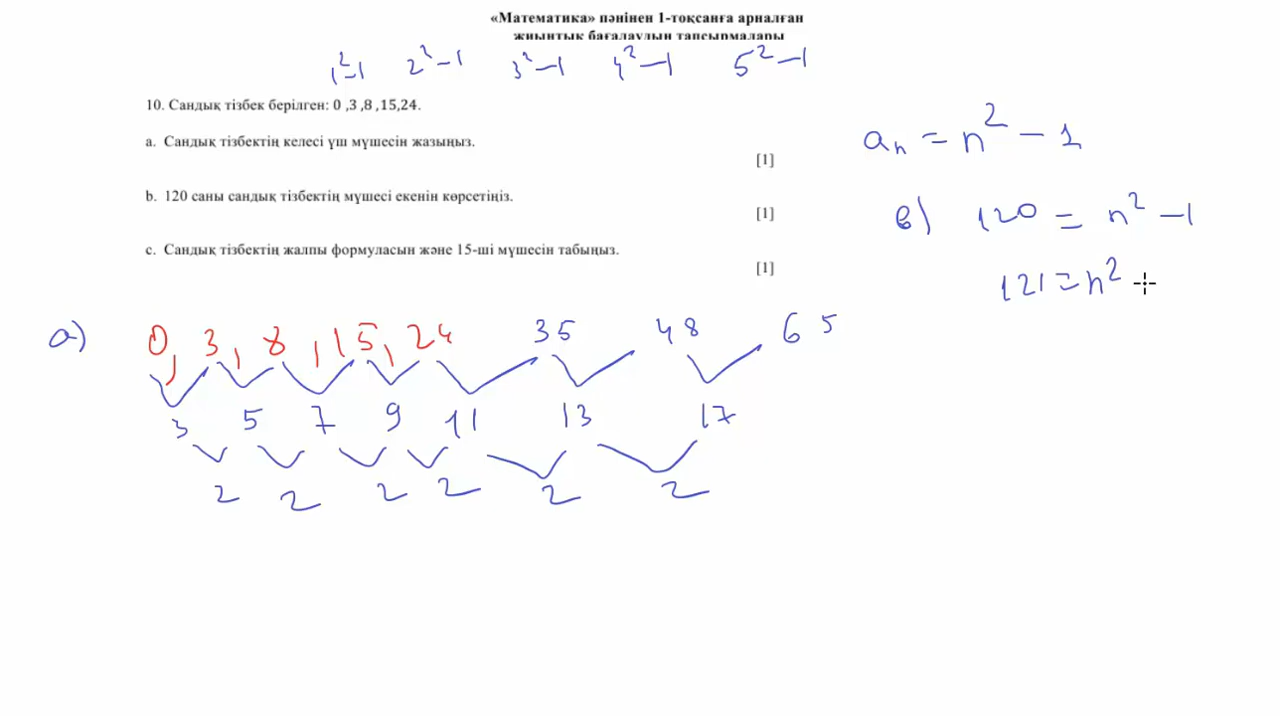 «Математика» пәнінен 1-тоқсанға арналған
жиынтық бағалаудың тапсырмалары
1²-1 2²-1 3²-1 4²-1 5²-1
10. Сандық тізбек берілген: 0 ,3 ,8 ,15,24.
a. Сандық тізбектің келесі үш мүшесін жазыңыз.
[1]
b. 120 саны сандық тізбектің мүшесі екенін көрсетіңіз.
[1]
c. Сандық тізбектің жалпы формуласын және 15-ші мүшесін табыңыз.
[1]
aₙ = n² - 1
в) 120 = n² - 1
121 = n²
а) 0, 3, 8, 15, 24 35 48 65
3 5 7 9 11 13 17
2 2 2 2 2 2